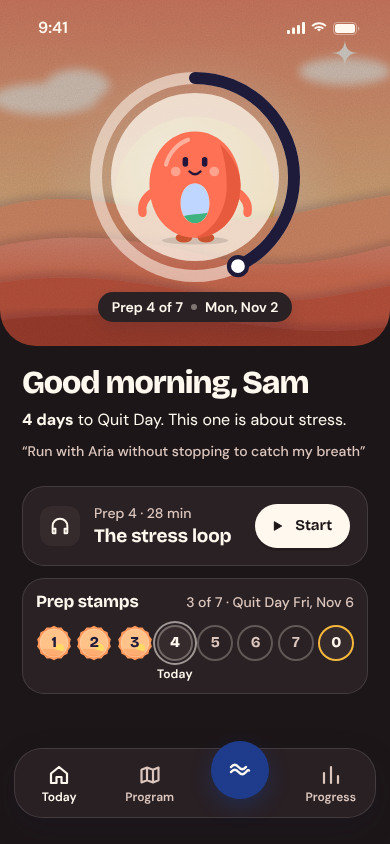 9:41
Prep 4 of 7 • Mon, Nov 2
Good morning, Sam
4 days to Quit Day. This one is about stress.
“Run with Aria without stopping to catch my breath”
Prep 4 · 28 min
The stress loop
Start
Prep stamps
3 of 7 · Quit Day Fri, Nov 6
1 2 3 4 5 6 7 0
Today
Today Program Progress